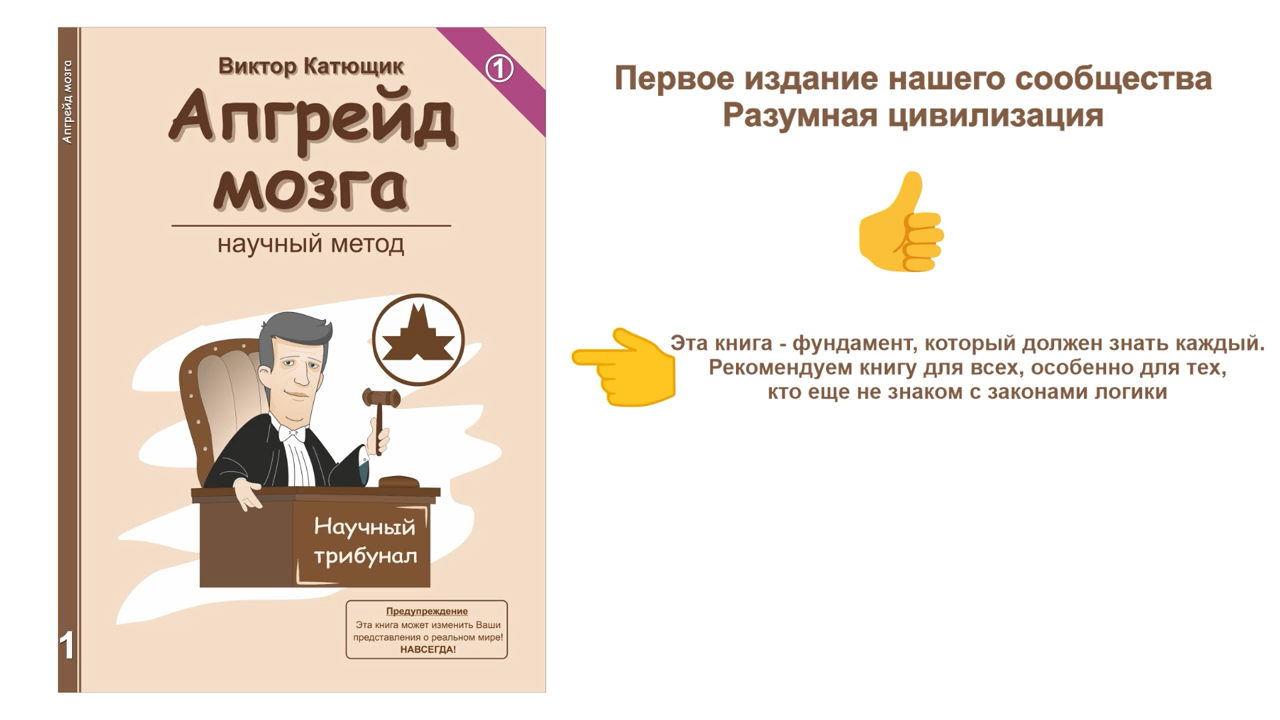 Апгрейд мозга
1
Виктор Катющик
1
Апгрейд
мозга
научный метод
Научный
трибунал
Предупреждение
Эта книга может изменить Ваши
представления о реальном мире!
НАВСЕГДА!
Первое издание нашего сообщества
Разумная цивилизация
Эта книга - фундамент, который должен знать каждый.
Рекомендуем книгу для всех, особенно для тех,
кто еще не знаком с законами логики